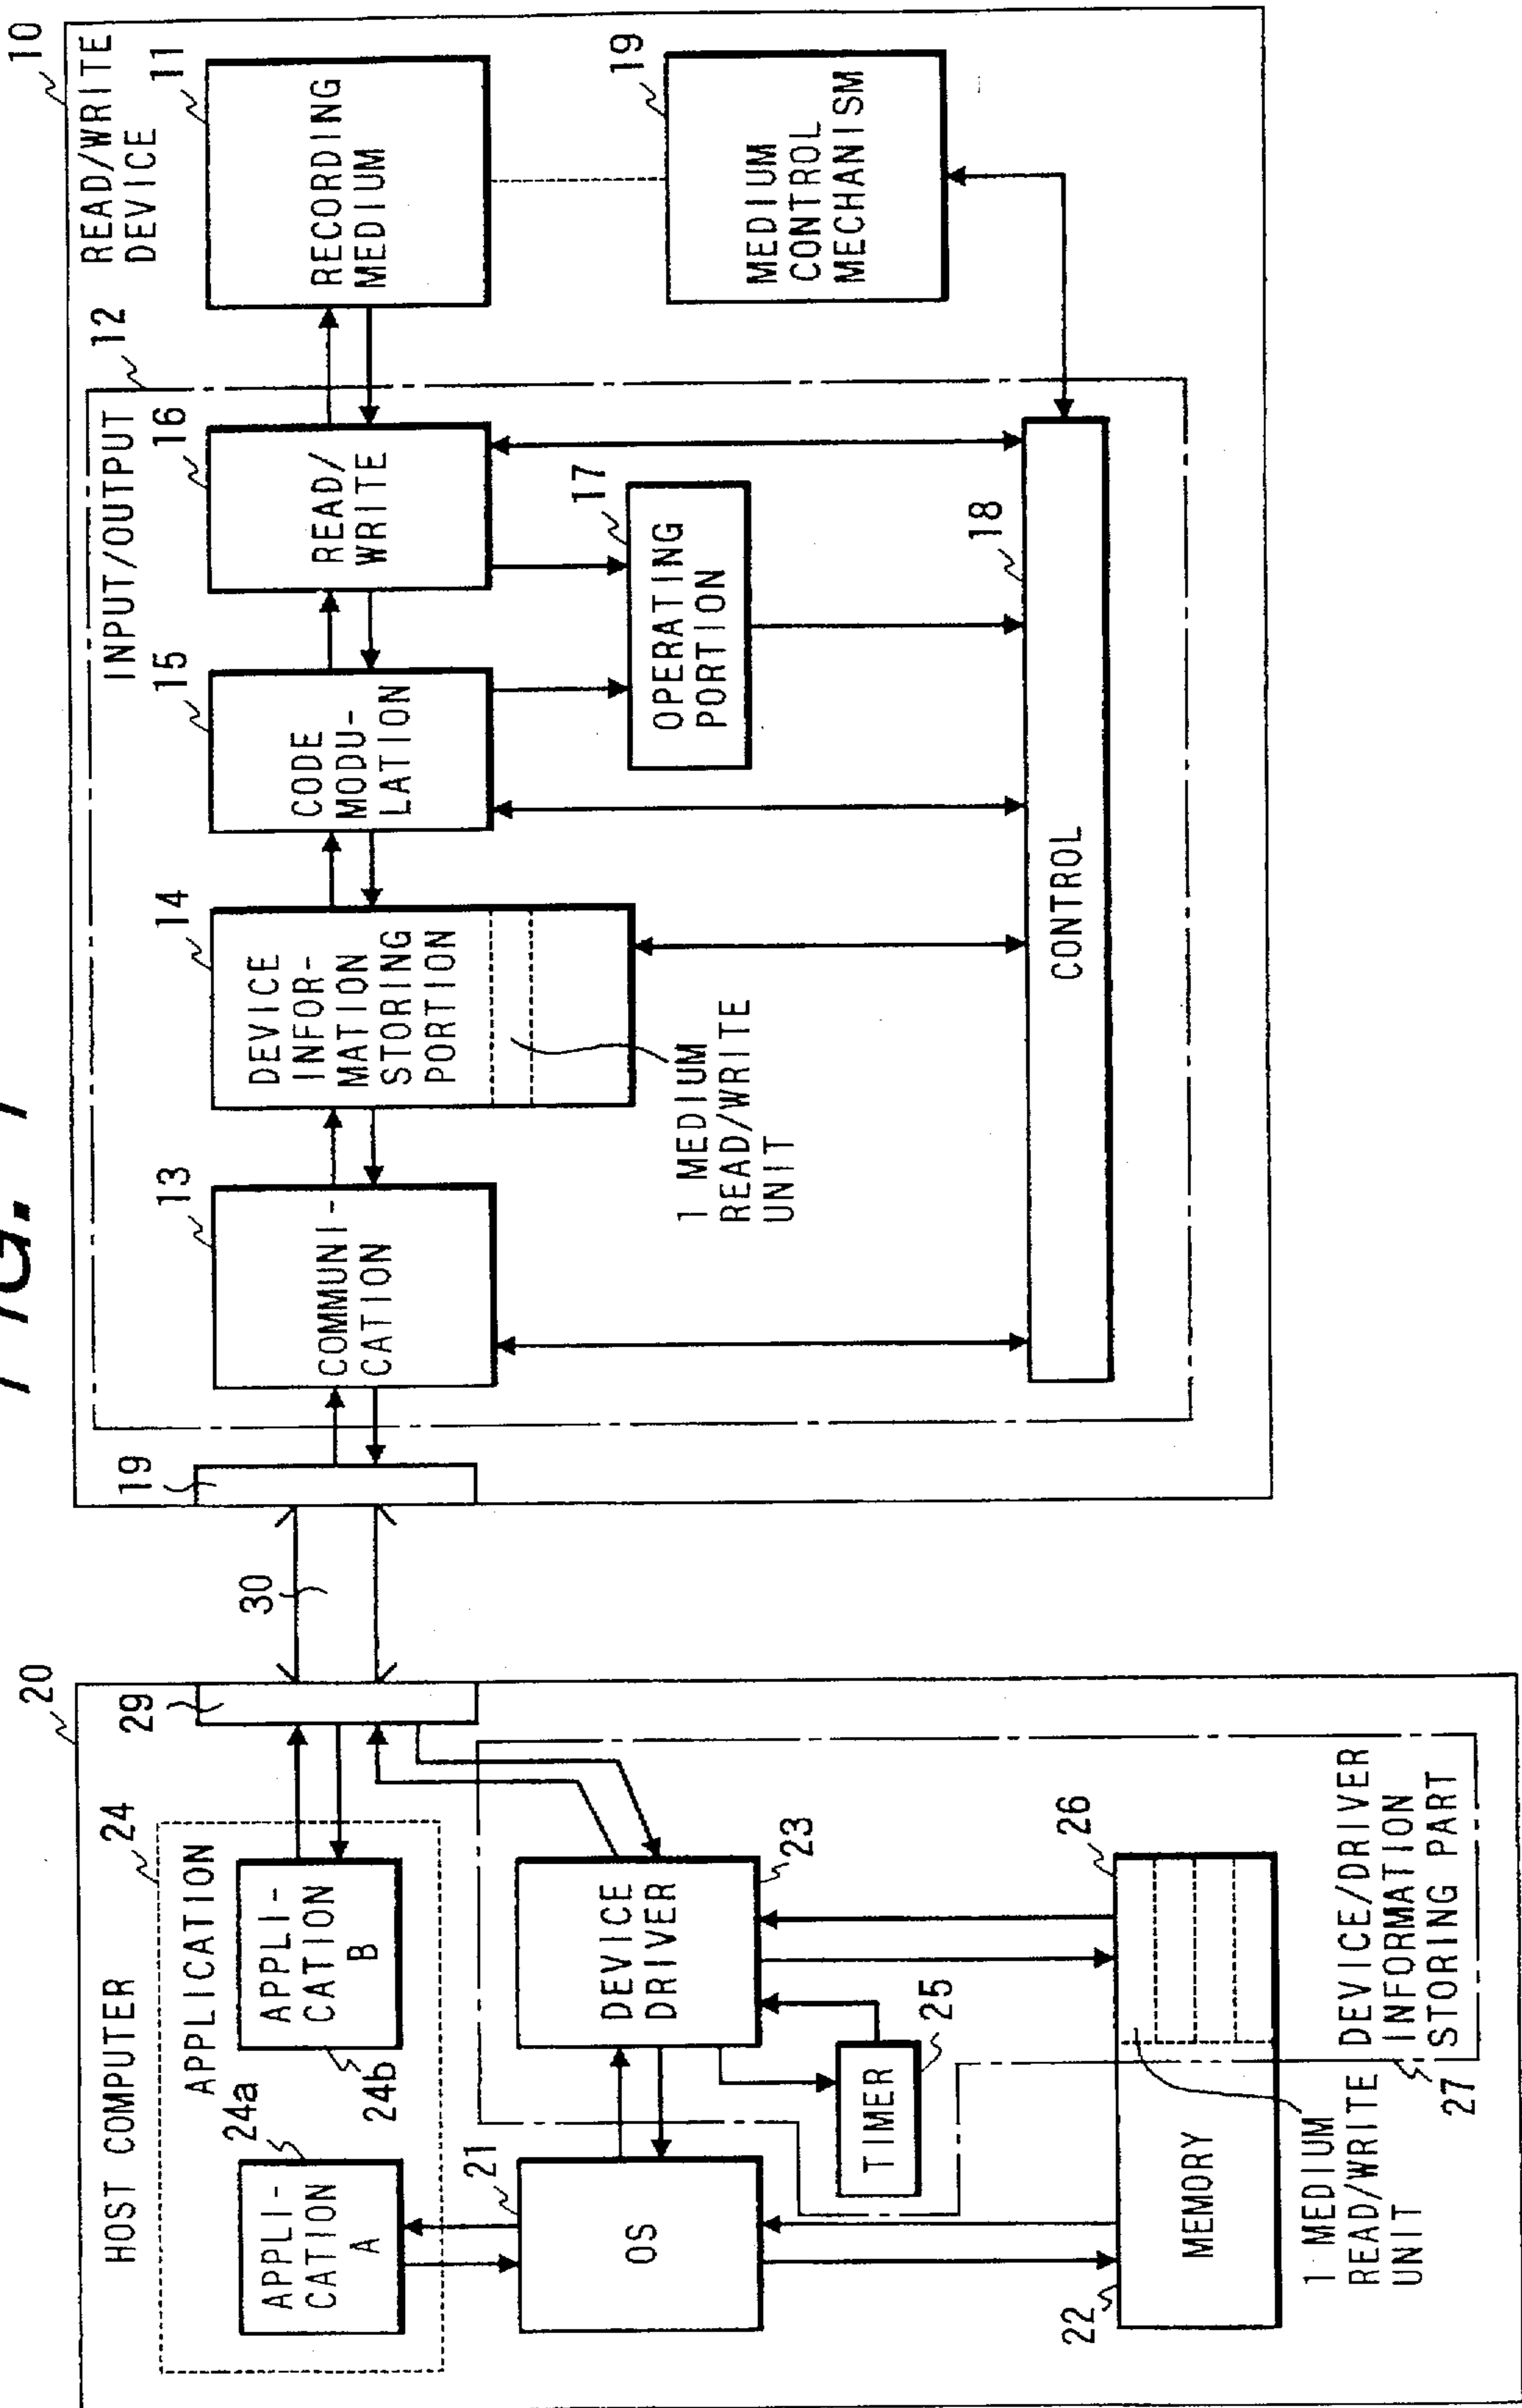 FIG. 1
20
HOST COMPUTER
24
APPLICATION
24a
APPLI-
CATION
A
APPLI-
CATION
B
24b
29
21
OS
DEVICE
DRIVER
23
TIMER
25
22
MEMORY
26
1 MEDIUM
READ/WRITE
UNIT
27
DEVICE/DRIVER
INFORMATION
STORING PART
30
10
READ/WRITE
DEVICE
19
12
INPUT/OUTPUT
13
COMMUNI-
CATION
14
DEVICE
INFOR-
MATION
STORING
PORTION
1 MEDIUM
READ/WRITE
UNIT
15
CODE
MODU-
LATION
16
READ/
WRITE
17
OPERATING
PORTION
18
CONTROL
11
RECORDING
MEDIUM
19
MEDIUM
CONTROL
MECHANISM